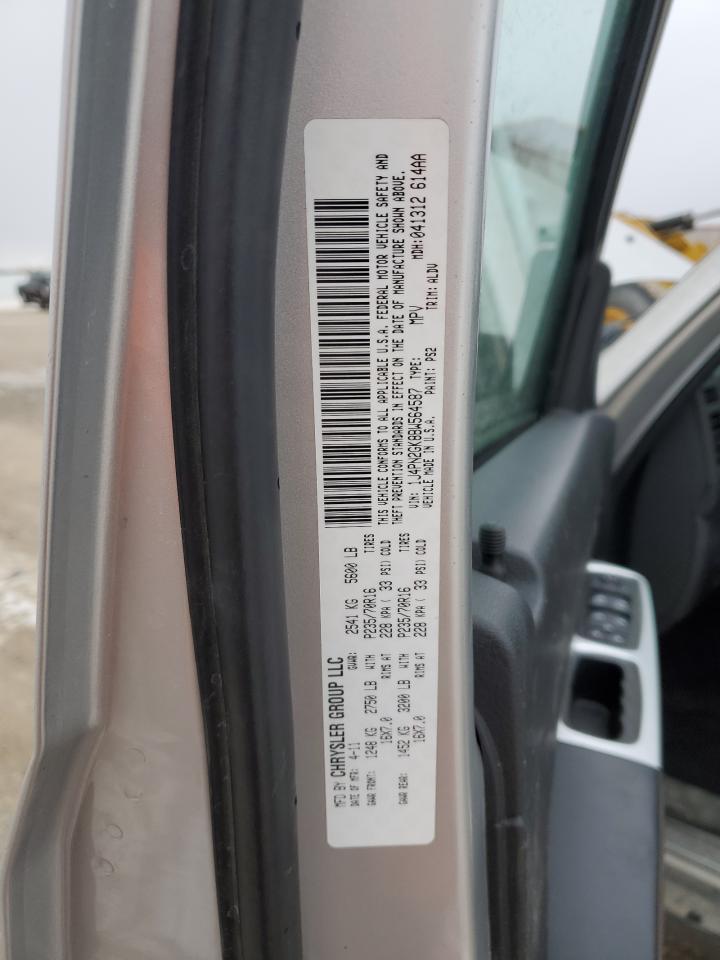 MFD BY CHRYSLER GROUP LLC
DATE OF MFR: 4-11 GVWR: 2541 KG 5600 LB
GAWR FRONT: 1248 KG 2750 LB WITH P235/70R16 TIRES
16X7.0 RIMS AT 228 KPA ( 33 PSI) COLD
GAWR REAR: 1452 KG 3200 LB WITH P235/70R16 TIRES
16X7.0 RIMS AT 228 KPA ( 33 PSI) COLD
THIS VEHICLE CONFORMS TO ALL APPLICABLE U.S.A. FEDERAL MOTOR VEHICLE SAFETY AND
THEFT PREVENTION STANDARDS IN EFFECT ON THE DATE OF MANUFACTURE SHOWN ABOVE.
VIN: 1J4PN2GK8BW564587 TYPE: MPV MDH: 041312 614AA
VEHICLE MADE IN U.S.A. PAINT: PS2 TRIM: ALDV